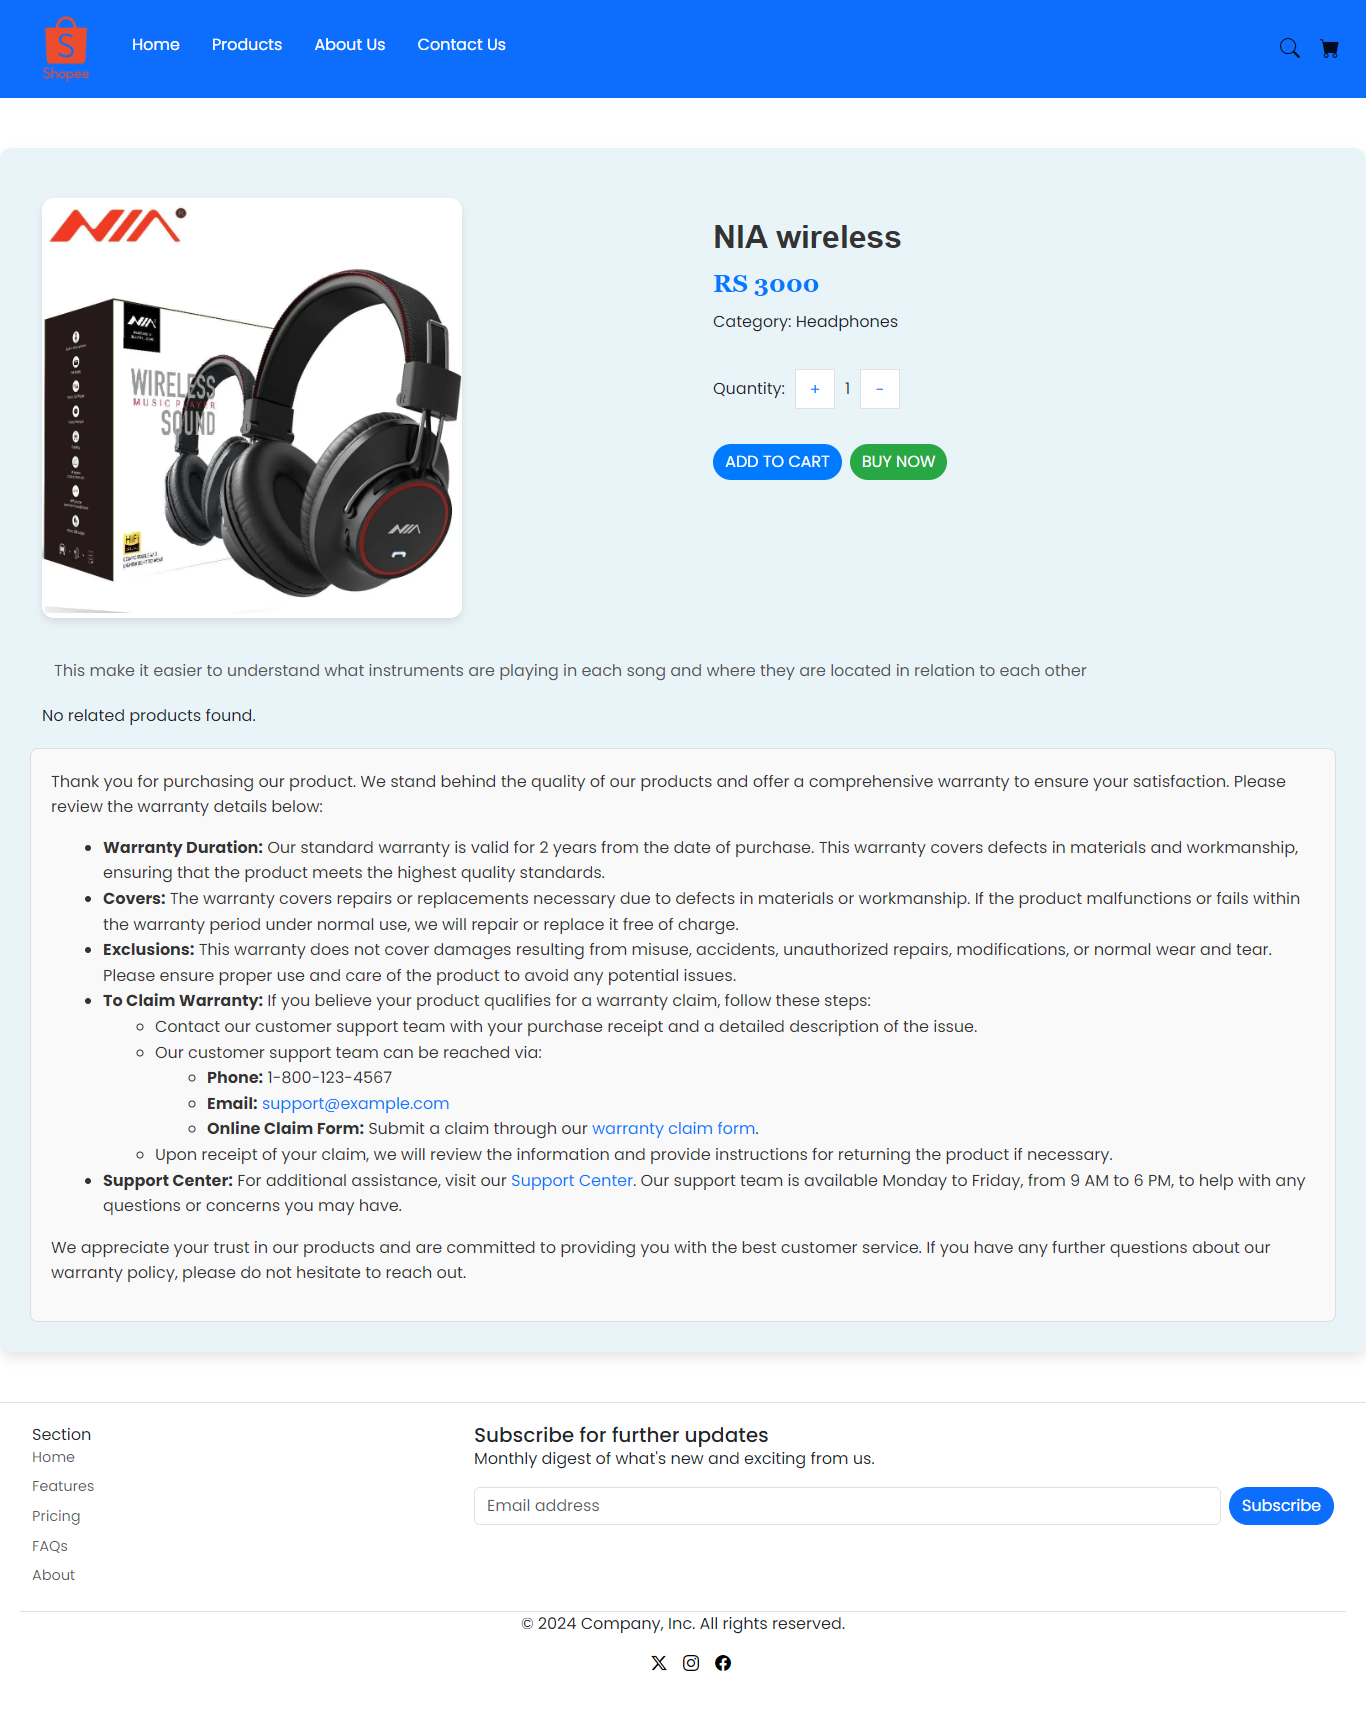 S
Shopee
Home
Products
About Us
Contact Us
NIA®
NIA
WIRELESS
MUSIC PLAYER
SOUND
HiFi
NIA
NIA wireless
RS 3000
Category: Headphones
Quantity: + 1 -
ADD TO CART
BUY NOW
This make it easier to understand what instruments are playing in each song and where they are located in relation to each other
No related products found.
Thank you for purchasing our product. We stand behind the quality of our products and offer a comprehensive warranty to ensure your satisfaction. Please
review the warranty details below:
• Warranty Duration: Our standard warranty is valid for 2 years from the date of purchase. This warranty covers defects in materials and workmanship,
ensuring that the product meets the highest quality standards.
• Covers: The warranty covers repairs or replacements necessary due to defects in materials or workmanship. If the product malfunctions or fails within
the warranty period under normal use, we will repair or replace it free of charge.
• Exclusions: This warranty does not cover damages resulting from misuse, accidents, unauthorized repairs, modifications, or normal wear and tear.
Please ensure proper use and care of the product to avoid any potential issues.
• To Claim Warranty: If you believe your product qualifies for a warranty claim, follow these steps:
◦ Contact our customer support team with your purchase receipt and a detailed description of the issue.
◦ Our customer support team can be reached via:
◦ Phone: 1-800-123-4567
◦ Email: support@example.com
◦ Online Claim Form: Submit a claim through our warranty claim form.
◦ Upon receipt of your claim, we will review the information and provide instructions for returning the product if necessary.
• Support Center: For additional assistance, visit our Support Center. Our support team is available Monday to Friday, from 9 AM to 6 PM, to help with any
questions or concerns you may have.
We appreciate your trust in our products and are committed to providing you with the best customer service. If you have any further questions about our
warranty policy, please do not hesitate to reach out.
Section
Home
Features
Pricing
FAQs
About
Subscribe for further updates
Monthly digest of what's new and exciting from us.
Email address
Subscribe
© 2024 Company, Inc. All rights reserved.